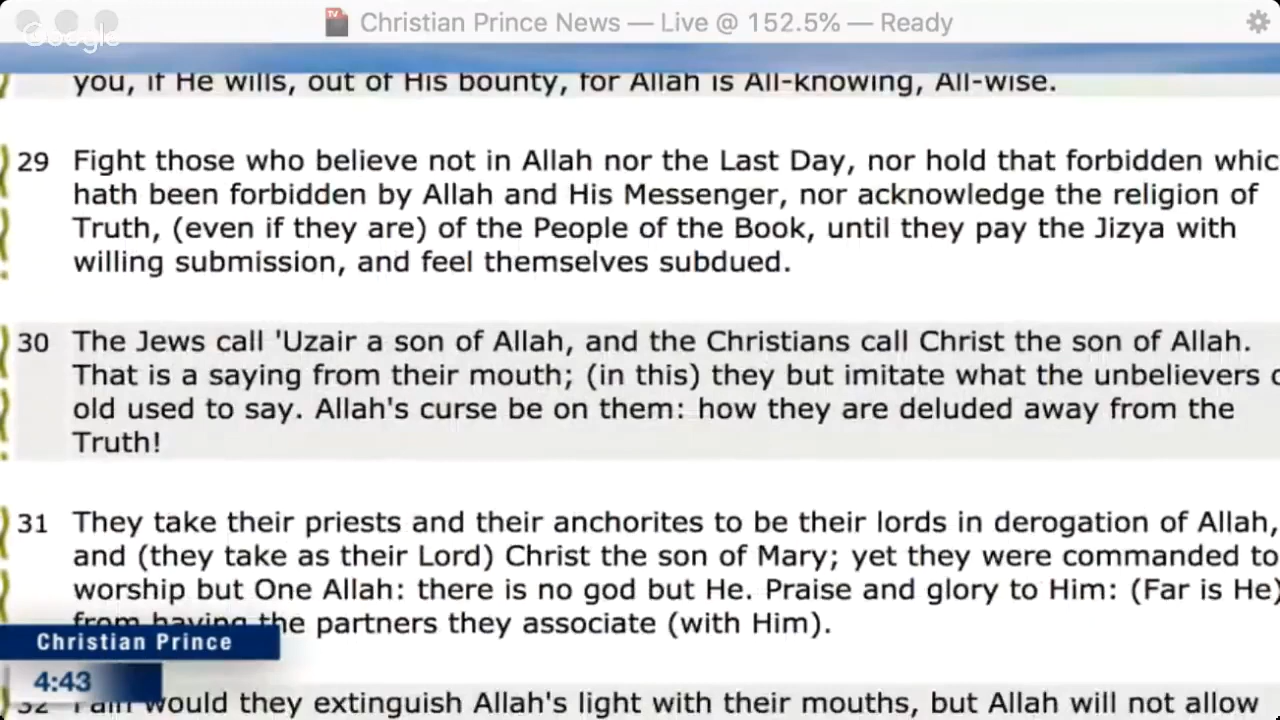 Christian Prince News — Live @ 152.5% — Ready
Google
you, if He wills, out of His bounty, for Allah is All-knowing, All-wise.
29 Fight those who believe not in Allah nor the Last Day, nor hold that forbidden whic
hath been forbidden by Allah and His Messenger, nor acknowledge the religion of
Truth, (even if they are) of the People of the Book, until they pay the Jizya with
willing submission, and feel themselves subdued.
30 The Jews call 'Uzair a son of Allah, and the Christians call Christ the son of Allah.
That is a saying from their mouth; (in this) they but imitate what the unbelievers
old used to say. Allah's curse be on them: how they are deluded away from the
Truth!
31 They take their priests and their anchorites to be their lords in derogation of Allah,
and (they take as their Lord) Christ the son of Mary; yet they were commanded to
worship but One Allah: there is no god but He. Praise and glory to Him: (Far is He)
from having the partners they associate (with Him).
Christian Prince
4:43
32 would they extinguish Allah's light with their mouths, but Allah will not allow